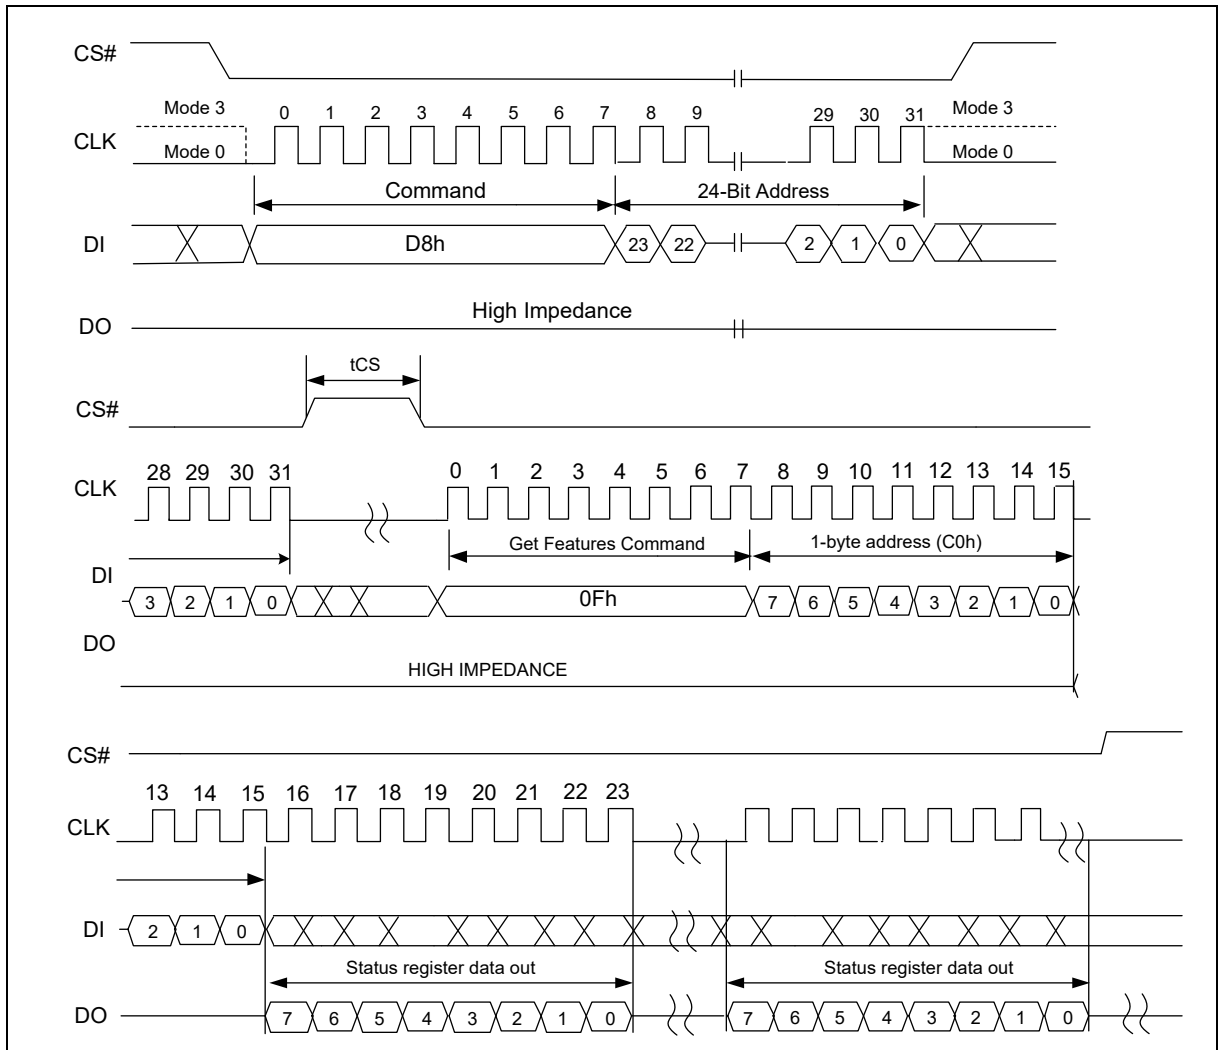 CS#
Mode 3
0 1 2 3 4 5 6 7 8 9 29 30 31
Mode 3
CLK
Mode 0
Mode 0
Command
24-Bit Address
DI
D8h
23 22 2 1 0
High Impedance
DO
tCS
CS#
28 29 30 31 0 1 2 3 4 5 6 7 8 9 10 11 12 13 14 15
CLK
Get Features Command
1-byte address (C0h)
DI
3 2 1 0
0Fh
7 6 5 4 3 2 1 0
DO
HIGH IMPEDANCE
CS#
13 14 15 16 17 18 19 20 21 22 23
CLK
DI
2 1 0
Status register data out
Status register data out
DO
7 6 5 4 3 2 1 0
7 6 5 4 3 2 1 0